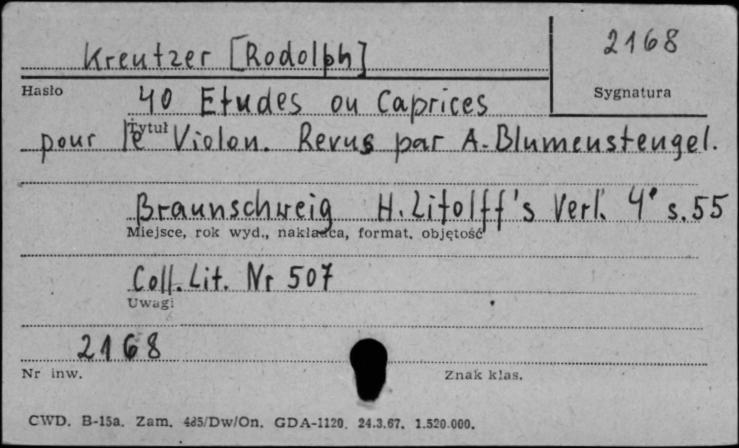 Kreutzer [Rodolph]
2168
Hasło
Sygnatura
40 Etudes ou Caprices
Tytuł
pour le Violon. Revus par A. Blumenstengel.
Braunschweig H. Litolff's Verl. 4° s. 55
Miejsce, rok wyd., nakładca, format, objętość
Coll. Lit. Nr 507
Uwagi
2168
Nr inw.
Znak klas.
CWD. B-15a. Zam. 485/Dw/On. GDA-1120. 24.3.67. 1.520.000.